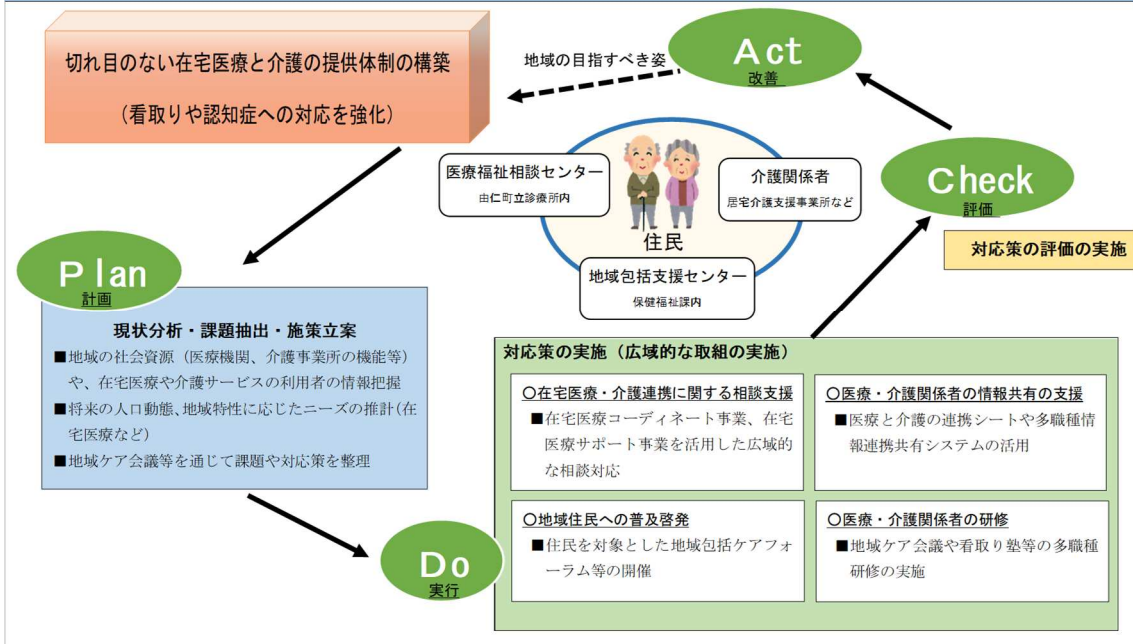 切れ目のない在宅医療と介護の提供体制の構築
(看取りや認知症への対応を強化)
地域の目指すべき姿
Act
改善
Check
評価
対応策の評価の実施
医療福祉相談センター
由仁町立診療所内
介護関係者
居宅介護支援事業所など
住民
地域包括支援センター
保健福祉課内
Plan
計画
現状分析・課題抽出・施策立案
■地域の社会資源（医療機関、介護事業所の機能等）
や、在宅医療や介護サービスの利用者の情報把握
■将来の人口動態、地域特性に応じたニーズの推計(在
宅医療など)
■地域ケア会議等を通じて課題や対応策を整理
Do
実行
対応策の実施（広域的な取組の実施）
〇在宅医療・介護連携に関する相談支援
■在宅医療コーディネート事業、在宅
医療サポート事業を活用した広域的
な相談対応
〇医療・介護関係者の情報共有の支援
■医療と介護の連携シートや多職種情
報連携共有システムの活用
〇地域住民への普及啓発
■住民を対象とした地域包括ケアフォ
ーラム等の開催
〇医療・介護関係者の研修
■地域ケア会議や看取り塾等の多職種
研修の実施